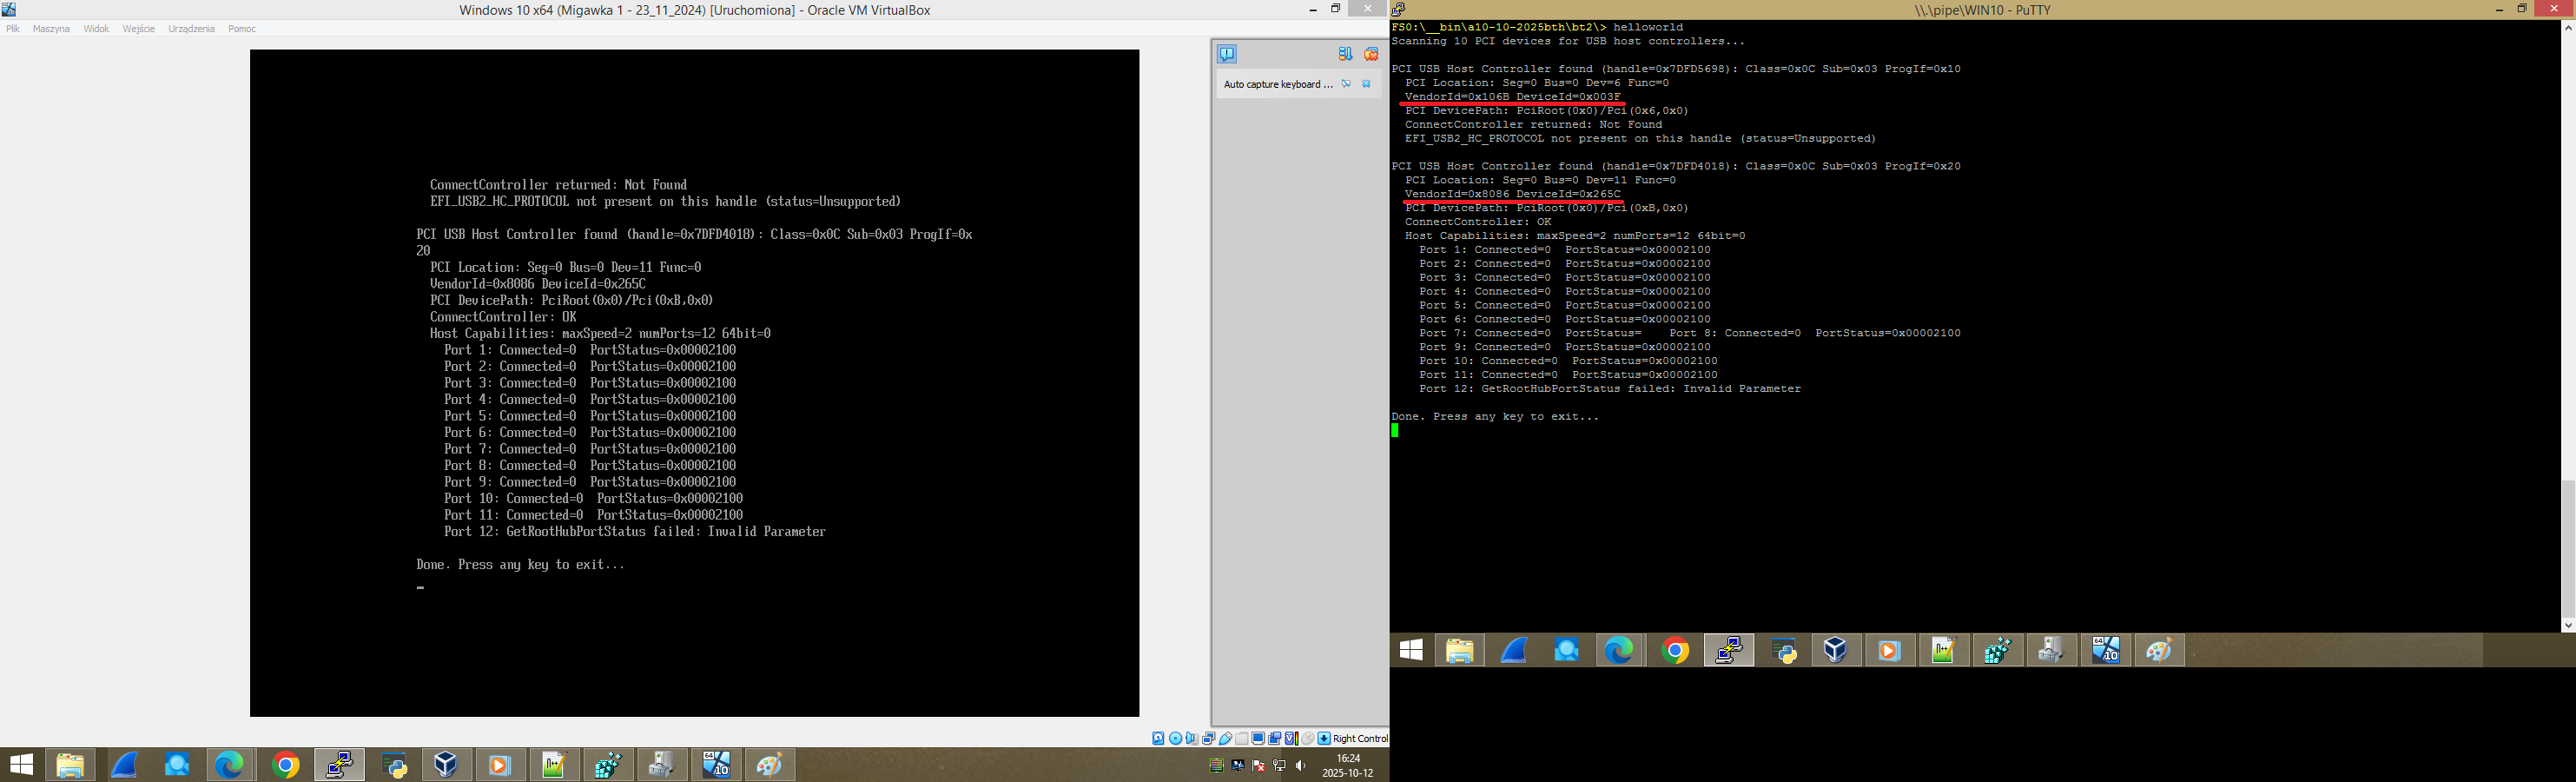 Windows 10 x64 (Migawka 1 - 23_11_2024) [Uruchomiona] - Oracle VM VirtualBox
Plik Maszyna Widok Wejście Urządzenia Pomoc
Auto capture keyboard ...
ConnectController returned: Not Found
EFI_USB2_HC_PROTOCOL not present on this handle (status=Unsupported)
PCI USB Host Controller found (handle=0x7DFD4018): Class=0x0C Sub=0x03 ProgIf=0x
20
PCI Location: Seg=0 Bus=0 Dev=11 Func=0
VendorId=0x8086 DeviceId=0x265C
PCI DevicePath: PciRoot(0x0)/Pci(0xB,0x0)
ConnectController: OK
Host Capabilities: maxSpeed=2 numPorts=12 64bit=0
Port 1: Connected=0 PortStatus=0x00002100
Port 2: Connected=0 PortStatus=0x00002100
Port 3: Connected=0 PortStatus=0x00002100
Port 4: Connected=0 PortStatus=0x00002100
Port 5: Connected=0 PortStatus=0x00002100
Port 6: Connected=0 PortStatus=0x00002100
Port 7: Connected=0 PortStatus=0x00002100
Port 8: Connected=0 PortStatus=0x00002100
Port 9: Connected=0 PortStatus=0x00002100
Port 10: Connected=0 PortStatus=0x00002100
Port 11: Connected=0 PortStatus=0x00002100
Port 12: GetRootHubPortStatus failed: Invalid Parameter
Done. Press any key to exit...
Right Control
16:24
2025-10-12
\\.\pipe\WIN10 - PuTTY
FS0:\__bin\a10-10-2025bth\bt2\> helloworld
Scanning 10 PCI devices for USB host controllers...
PCI USB Host Controller found (handle=0x7DFD5698): Class=0x0C Sub=0x03 ProgIf=0x10
PCI Location: Seg=0 Bus=0 Dev=6 Func=0
VendorId=0x106B DeviceId=0x003F
PCI DevicePath: PciRoot(0x0)/Pci(0x6,0x0)
ConnectController returned: Not Found
EFI_USB2_HC_PROTOCOL not present on this handle (status=Unsupported)
PCI USB Host Controller found (handle=0x7DFD4018): Class=0x0C Sub=0x03 ProgIf=0x20
PCI Location: Seg=0 Bus=0 Dev=11 Func=0
VendorId=0x8086 DeviceId=0x265C
PCI DevicePath: PciRoot(0x0)/Pci(0xB,0x0)
ConnectController: OK
Host Capabilities: maxSpeed=2 numPorts=12 64bit=0
Port 1: Connected=0 PortStatus=0x00002100
Port 2: Connected=0 PortStatus=0x00002100
Port 3: Connected=0 PortStatus=0x00002100
Port 4: Connected=0 PortStatus=0x00002100
Port 5: Connected=0 PortStatus=0x00002100
Port 6: Connected=0 PortStatus=0x00002100
Port 7: Connected=0 PortStatus= Port 8: Connected=0 PortStatus=0x00002100
Port 9: Connected=0 PortStatus=0x00002100
Port 10: Connected=0 PortStatus=0x00002100
Port 11: Connected=0 PortStatus=0x00002100
Port 12: GetRootHubPortStatus failed: Invalid Parameter
Done. Press any key to exit...